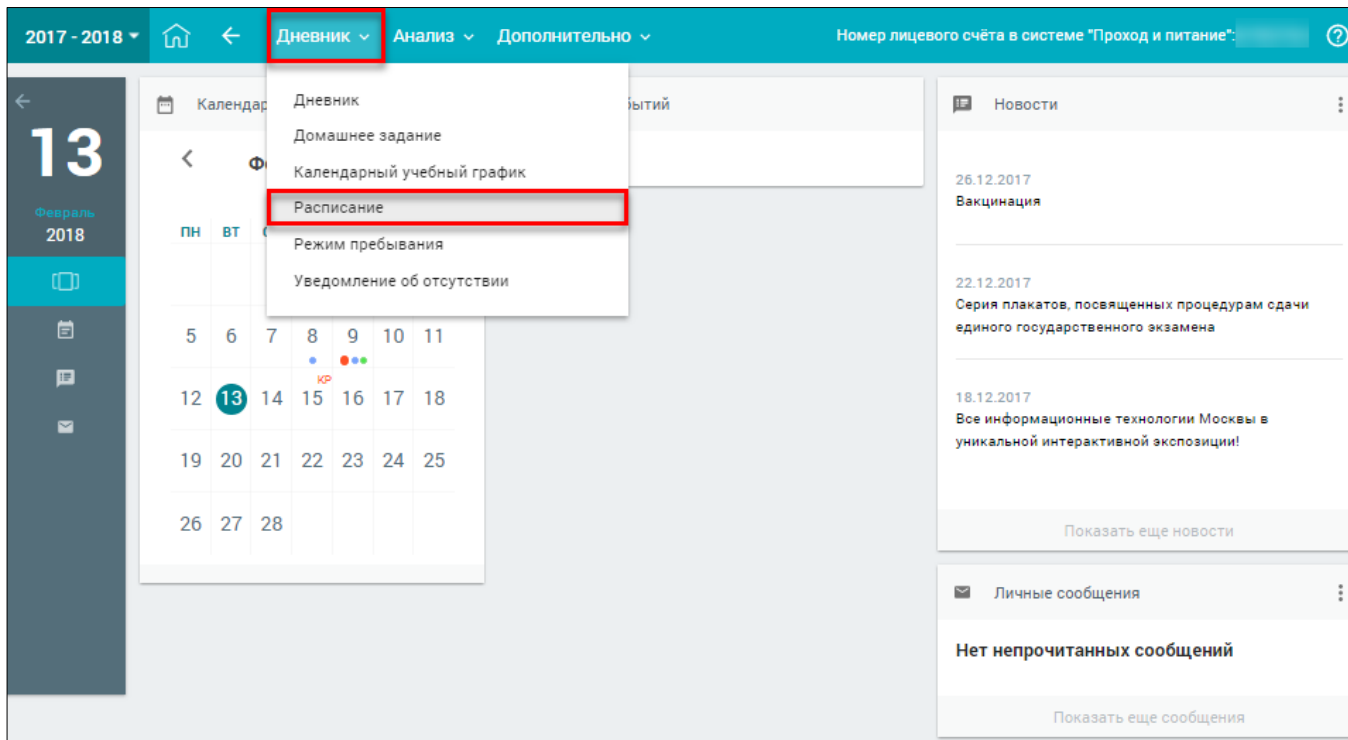 2017 - 2018
Дневник
Анализ
Дополнительно
Номер лицевого счёта в системе "Проход и питание":
13
Февраль
2018
Дневник
Домашнее задание
Календарный учебный график
Расписание
Режим пребывания
Уведомление об отсутствии
ПН ВТ
5 6 7 8 9 10 11
КР
12 13 14 15 16 17 18
19 20 21 22 23 24 25
26 27 28
Новости
26.12.2017
Вакцинация
22.12.2017
Серия плакатов, посвященных процедурам сдачи
единого государственного экзамена
18.12.2017
Все информационные технологии Москвы в
уникальной интерактивной экспозиции!
Показать еще новости
Личные сообщения
Нет непрочитанных сообщений
Показать еще сообщения